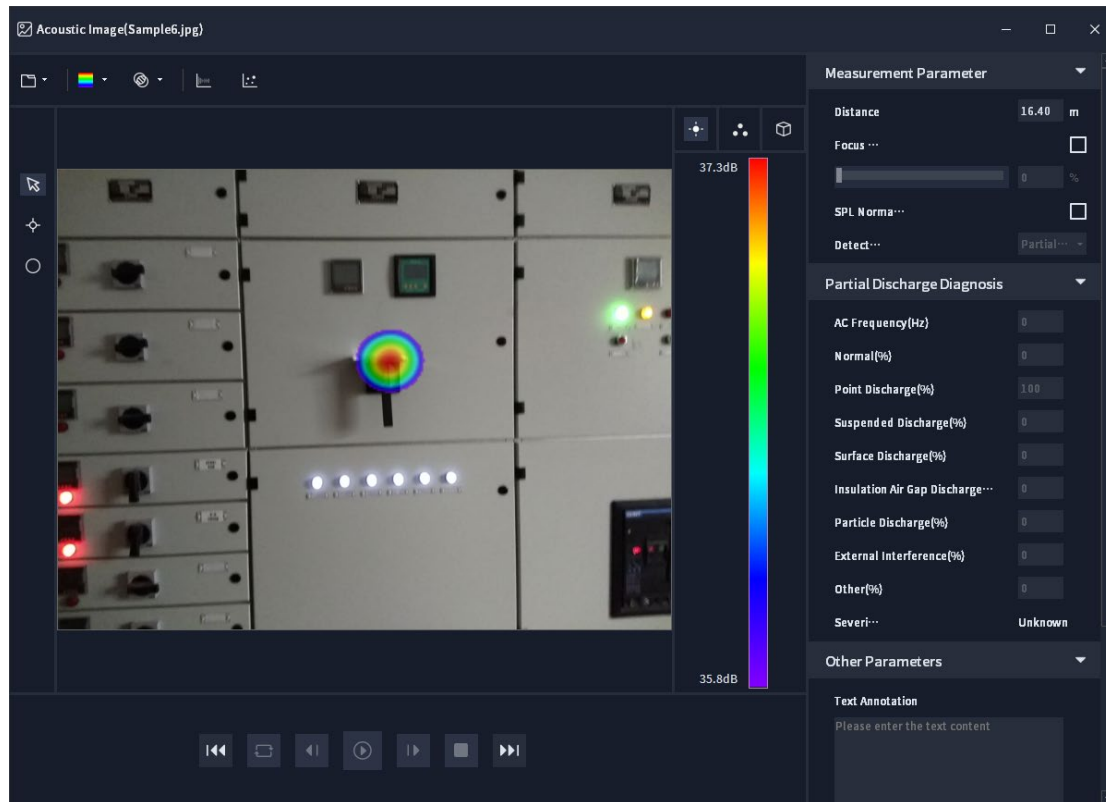 Acoustic Image(Sample6.jpg)
37.3dB
35.8dB
Measurement Parameter
Distance 16.40 m
Focus ···
0 %
SPL Norma···
Detect··· Partial···
Partial Discharge Diagnosis
AC Frequency(Hz) 0
Normal(%) 0
Point Discharge(%) 100
Suspended Discharge(%) 0
Surface Discharge(%) 0
Insulation Air Gap Discharge··· 0
Particle Discharge(%) 0
External Interference(%) 0
Other(%) 0
Severi··· Unknown
Other Parameters
Text Annotation
Please enter the text content